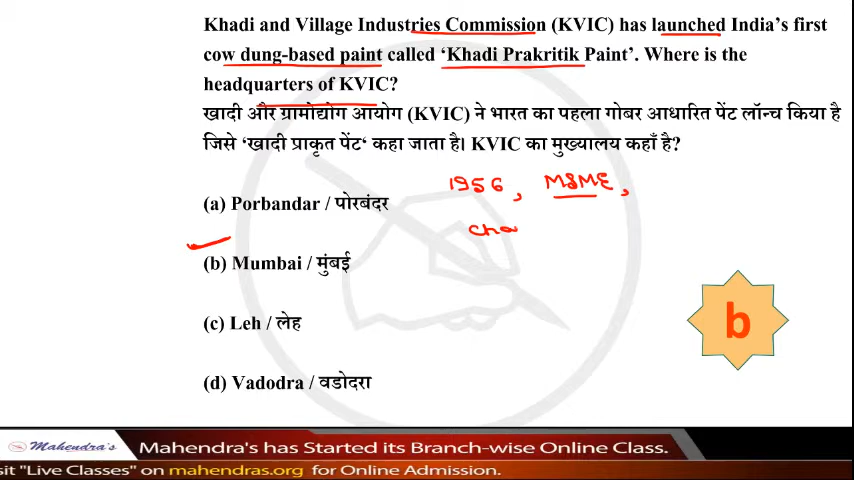 Khadi and Village Industries Commission (KVIC) has launched India's first
cow dung-based paint called 'Khadi Prakritik Paint'. Where is the
headquarters of KVIC?
खादी और ग्रामोद्योग आयोग (KVIC) ने भारत का पहला गोबर आधारित पेंट लॉन्च किया है
जिसे 'खादी प्राकृत पेंट' कहा जाता है। KVIC का मुख्यालय कहाँ है?
1956, MSME,
(a) Porbandar / पोरबंदर
Cha
(b) Mumbai / मुंबई
(c) Leh / लेह
b
(d) Vadodra / वडोदरा
Mahendra's Mahendra's has Started its Branch-wise Online Class.
sit "Live Classes" on mahendras.org for Online Admission.